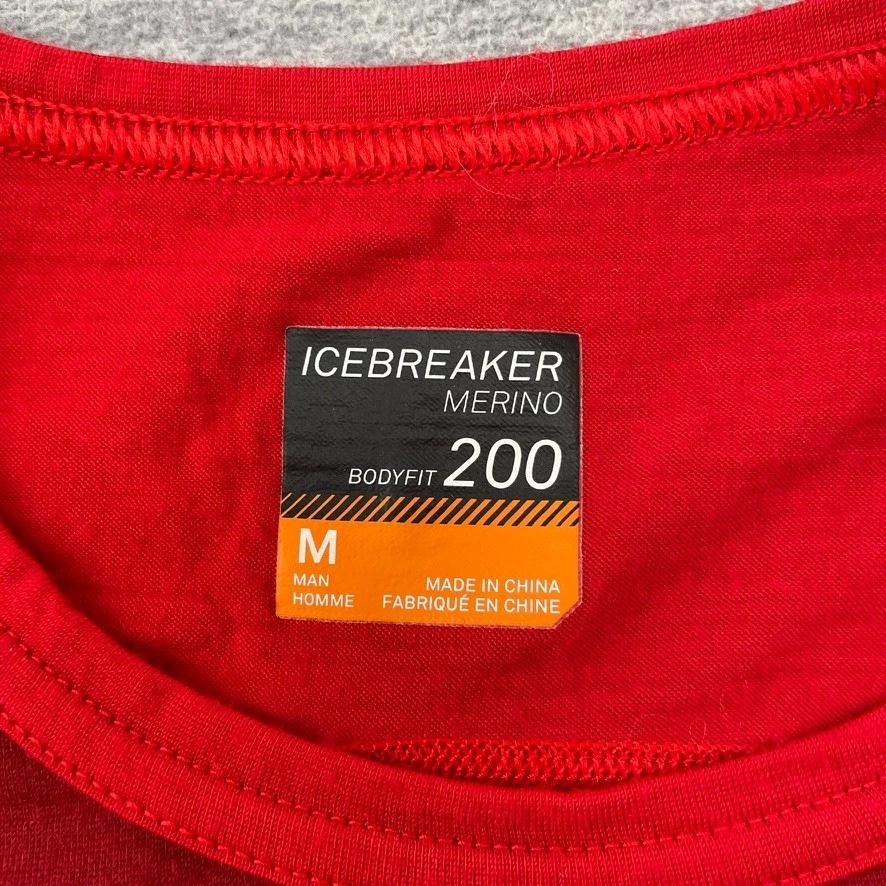 ICEBREAKER
MERINO
BODYFIT 200
M
MAN MADE IN CHINA
HOMME FABRIQUÉ EN CHINE